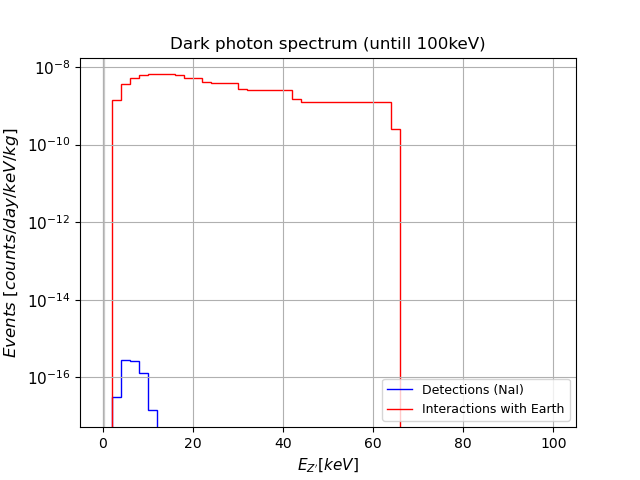 Dark photon spectrum (untill 100keV)
Events [counts/day/keV/kg]
10⁻⁸
10⁻¹⁰
10⁻¹²
10⁻¹⁴
10⁻¹⁶
Detections (NaI)
Interactions with Earth
0 20 40 60 80 100
E_{Z'}[keV]